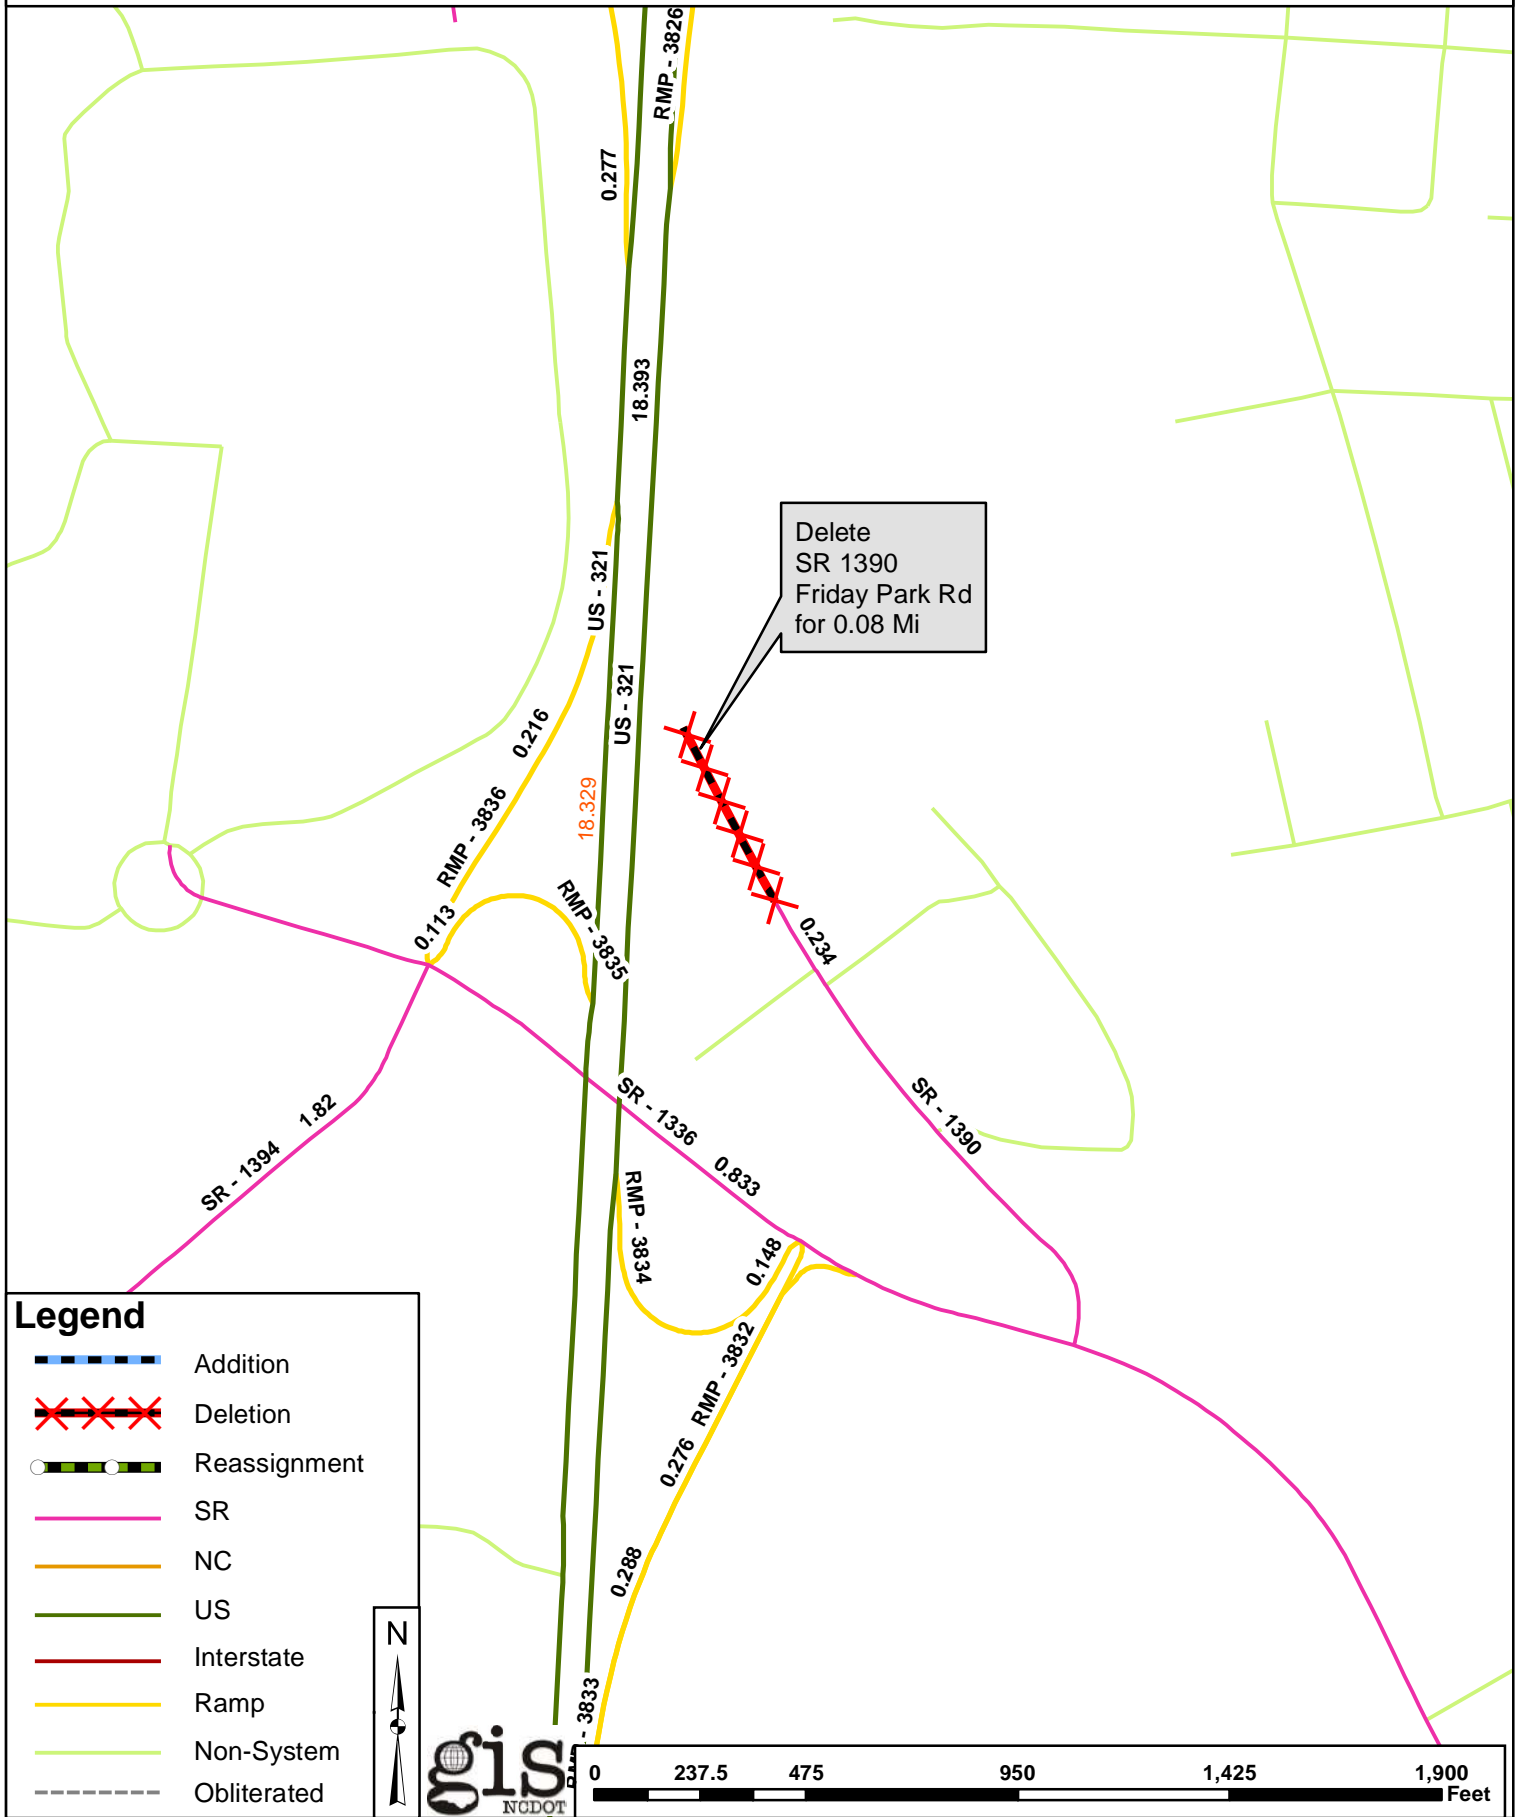 RMP - 3826
0.277
18.393
Delete
SR 1390
Friday Park Rd
for 0.08 Mi
US - 321
US - 321
0.216
18.329
RMP - 3836
RMP - 3835
0.113
0.234
SR - 1390
SR - 1336
0.833
1.82
SR - 1394
RMP - 3834
0.148
RMP - 3832
0.276
0.288
3833
Legend
Addition
Deletion
Reassignment
SR
NC
US
Interstate
Ramp
Non-System
Obliterated
N
gis
NCDOT
0 237.5 475 950 1,425 1,900
Feet